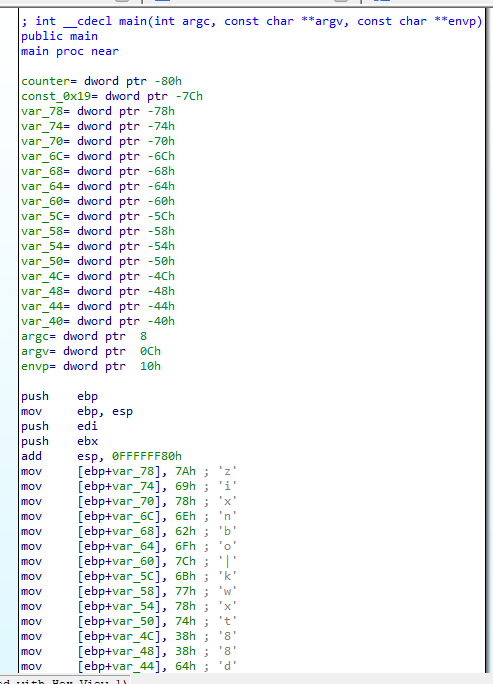 ; int __cdecl main(int argc, const char **argv, const char **envp)
public main
main proc near
counter= dword ptr -80h
const_0x19= dword ptr -7Ch
var_78= dword ptr -78h
var_74= dword ptr -74h
var_70= dword ptr -70h
var_6C= dword ptr -6Ch
var_68= dword ptr -68h
var_64= dword ptr -64h
var_60= dword ptr -60h
var_5C= dword ptr -5Ch
var_58= dword ptr -58h
var_54= dword ptr -54h
var_50= dword ptr -50h
var_4C= dword ptr -4Ch
var_48= dword ptr -48h
var_44= dword ptr -44h
var_40= dword ptr -40h
argc= dword ptr  8
argv= dword ptr  0Ch
envp= dword ptr  10h
push    ebp
mov     ebp, esp
push    edi
push    ebx
add     esp, 0FFFFFF80h
mov     [ebp+var_78], 7Ah ; 'z'
mov     [ebp+var_74], 69h ; 'i'
mov     [ebp+var_70], 78h ; 'x'
mov     [ebp+var_6C], 6Eh ; 'n'
mov     [ebp+var_68], 62h ; 'b'
mov     [ebp+var_64], 6Fh ; 'o'
mov     [ebp+var_60], 7Ch ; '|'
mov     [ebp+var_5C], 6Bh ; 'k'
mov     [ebp+var_58], 77h ; 'w'
mov     [ebp+var_54], 78h ; 'x'
mov     [ebp+var_50], 74h ; 't'
mov     [ebp+var_4C], 38h ; '8'
mov     [ebp+var_48], 38h ; '8'
mov     [ebp+var_44], 64h ; 'd'